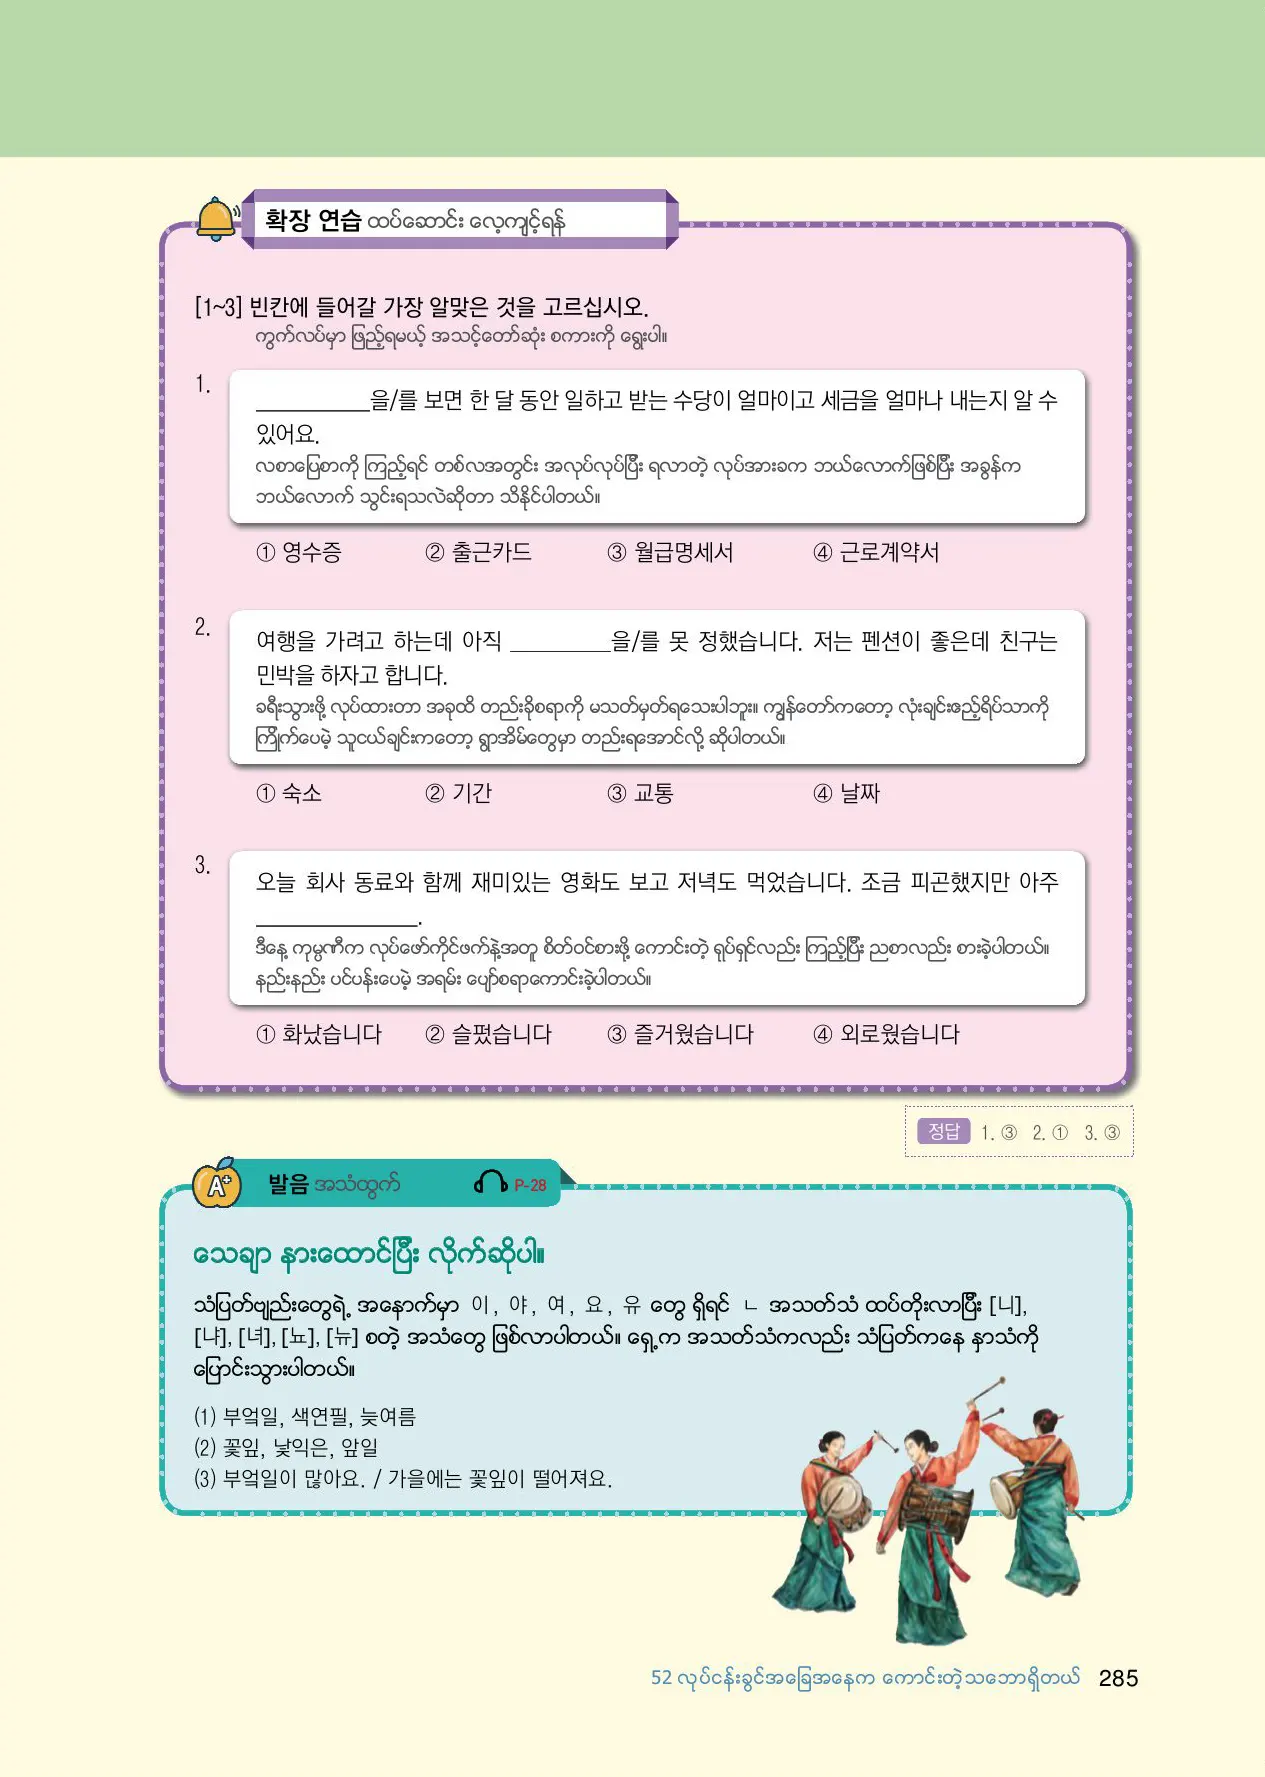 확장 연습 ထပ်ဆောင်း လေ့ကျင့်ရန်
[1~3] 빈칸에 들어갈 가장 알맞은 것을 고르십시오.
ကွက်လပ်မှာ ဖြည့်ရမယ့် အသင့်တော်ဆုံး စကားကို ရွေးပါ။
1.
__________을/를 보면 한 달 동안 일하고 받는 수당이 얼마이고 세금을 얼마나 내는지 알 수
있어요.
လစာပြေစာကို ကြည့်ရင် တစ်လအတွင်း အလုပ်လုပ်ပြီး ရလာတဲ့ လုပ်အားခက ဘယ်လောက်ဖြစ်ပြီး အခွန်က
ဘယ်လောက် သွင်းရသလဲဆိုတာ သိနိုင်ပါတယ်။
① 영수증 ② 출근카드 ③ 월급명세서 ④ 근로계약서
2.
여행을 가려고 하는데 아직 _________을/를 못 정했습니다. 저는 펜션이 좋은데 친구는
민박을 하자고 합니다.
ခရီးသွားဖို့ လုပ်ထားတာ အခုထိ တည်းခိုစရာကို မသတ်မှတ်ရသေးပါဘူး။ ကျွန်တော်ကတော့ လုံးချင်းဧည့်ရိပ်သာကို
ကြိုက်ပေမဲ့ သူငယ်ချင်းကတော့ ရွာအိမ်တွေမှာ တည်းရအောင်လို့ ဆိုပါတယ်။
① 숙소 ② 기간 ③ 교통 ④ 날짜
3.
오늘 회사 동료와 함께 재미있는 영화도 보고 저녁도 먹었습니다. 조금 피곤했지만 아주
______________.
ဒီနေ့ ကုမ္ပဏီက လုပ်ဖော်ကိုင်ဖက်နဲ့အတူ စိတ်ဝင်စားဖို့ ကောင်းတဲ့ ရုပ်ရှင်လည်း ကြည့်ပြီး ညစာလည်း စားခဲ့ပါတယ်။
နည်းနည်း ပင်ပန်းပေမဲ့ အရမ်း ပျော်စရာကောင်းခဲ့ပါတယ်။
① 화났습니다 ② 슬펐습니다 ③ 즐거웠습니다 ④ 외로웠습니다
정답 1. ③ 2. ① 3. ③
A+ 발음 အသံထွက် P-28
သေချာ နားထောင်ပြီး လိုက်ဆိုပါ။
သံပြတ်ဗျည်းတွေရဲ့ အနောက်မှာ 이, 야, 여, 요, 유 တွေ ရှိရင် ㄴ အသတ်သံ ထပ်တိုးလာပြီး [니],
[냐], [녀], [뇨], [뉴] စတဲ့ အသံတွေ ဖြစ်လာပါတယ်။ ရှေ့က အသတ်သံကလည်း သံပြတ်ကနေ နှာသံကို
ပြောင်းသွားပါတယ်။
(1) 부엌일, 색연필, 늦여름
(2) 꽃잎, 낯익은, 앞일
(3) 부엌일이 많아요. / 가을에는 꽃잎이 떨어져요.
52 လုပ်ငန်းခွင်အခြေအနေက ကောင်းတဲ့သဘောရှိတယ် 285